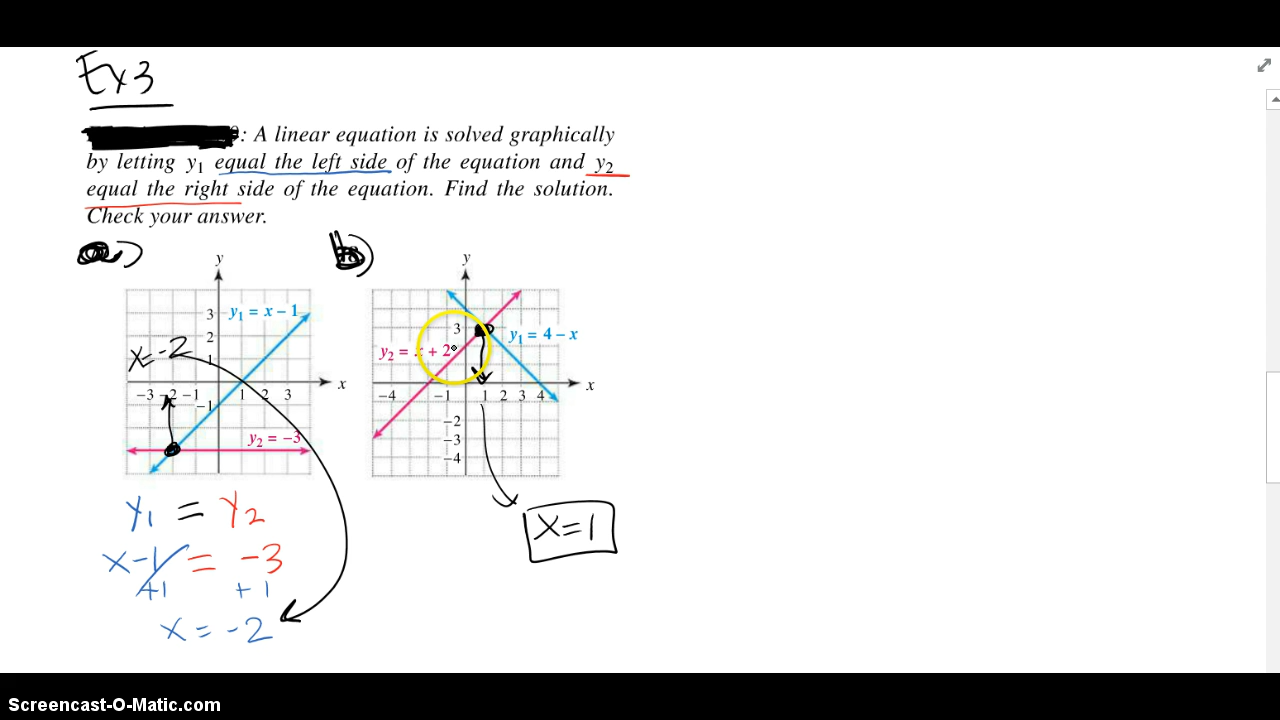 Ex 3
: A linear equation is solved graphically
by letting y₁ equal the left side of the equation and y₂
equal the right side of the equation. Find the solution.
Check your answer.
a)
y
3
2
1
y₁ = x − 1
x=-2
x
−3 −2 −1 1 2 3
−1
y₂ = −3
y₁ = y₂
x-1 = -3
+1 +1
x = -2
b)
y
3
y₁ = 4 − x
y₂ = x + 2
x
−4 −1 1 2 3 4
−2
−3
−4
x=1
Screencast-O-Matic.com